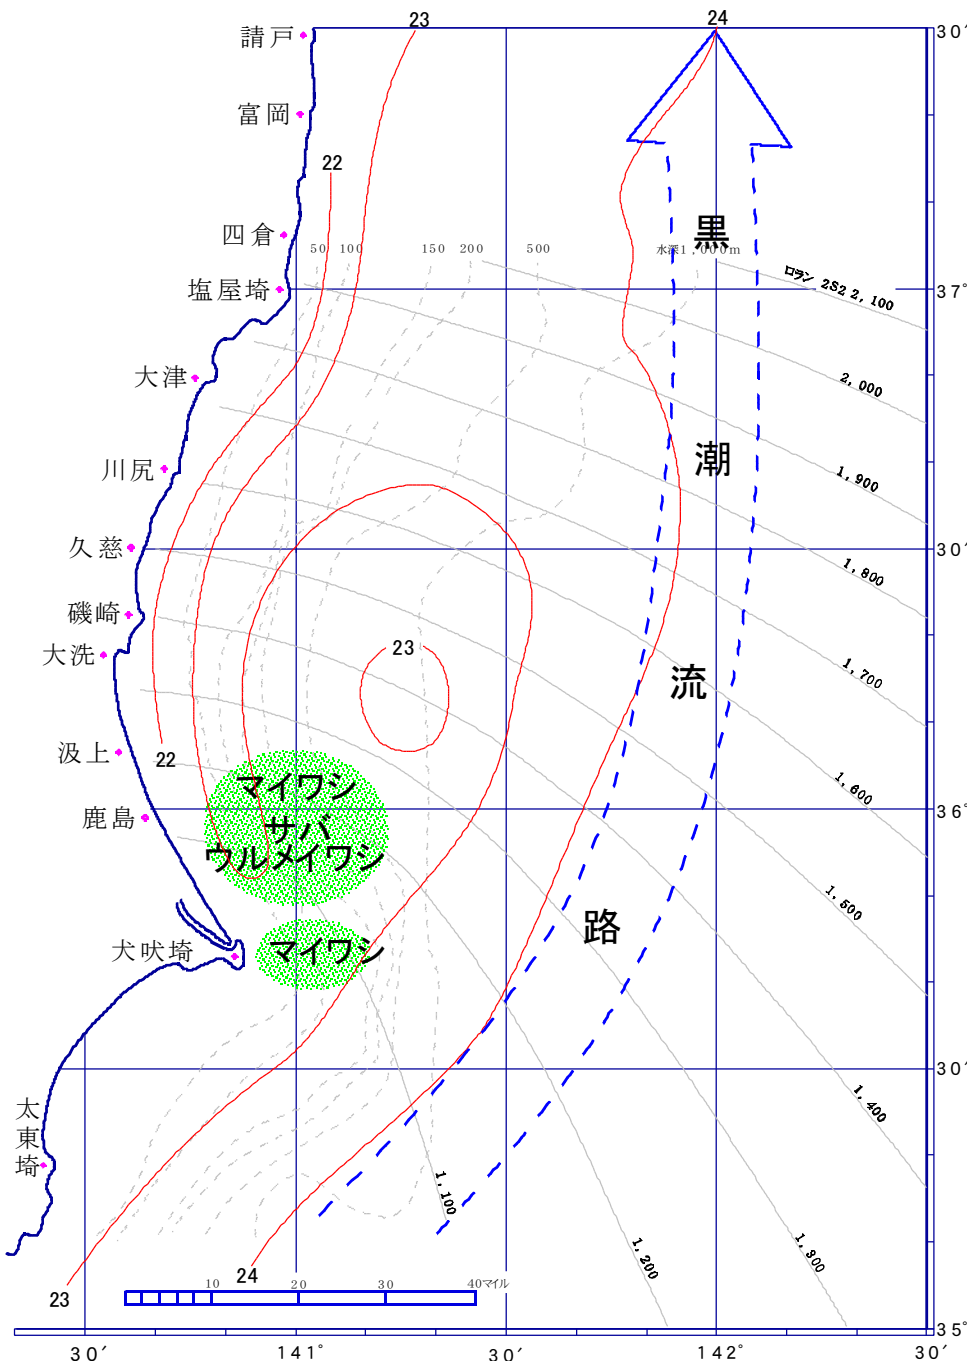 23
24
請戸
30′
富岡
22
四倉
50
100
150
200
500
水深1,000m
黒
塩屋埼
ロラン 2S2 2,100
37°
大津
2,000
川尻
潮
1,900
久慈
30′
1,800
磯崎
大洗
23
流
1,700
汲上
22
マイワシ
サバ
ウルメイワシ
1,600
36°
鹿島
1,500
犬吠埼
マイワシ
路
30′
太東埼
1,400
1,100
1,200
1,300
24
23
10
20
30
40マイル
35°
30′
141°
30′
142°
30′